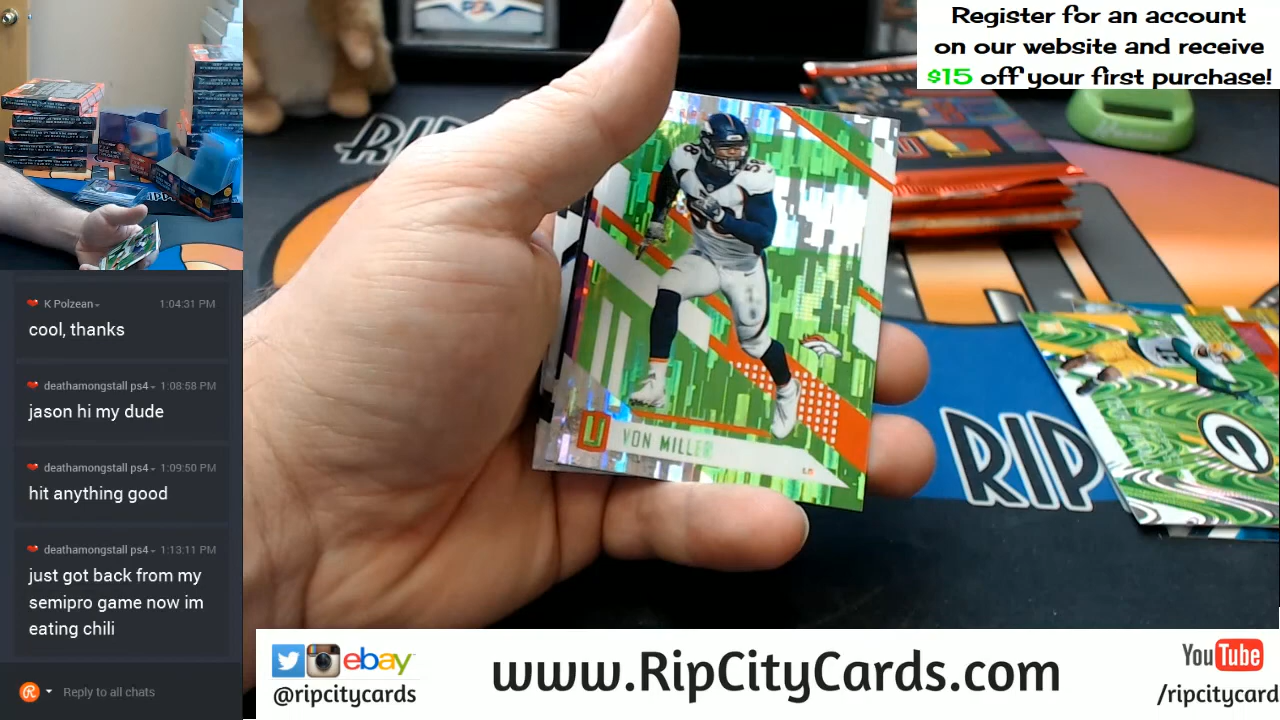 Register for an account
on our website and receive
$15 off your first purchase!
K Polzean
1:04:31 PM
cool, thanks
deathamongstall ps4
1:08:58 PM
jason hi my dude
deathamongstall ps4
1:09:50 PM
hit anything good
deathamongstall ps4
1:13:11 PM
just got back from my
semipro game now im
eating chili
Reply to all chats
PSA
RIP
58
VON MILLER
LB
RIP
ebay
@ripcitycards
www.RipCityCards.com
YouTube
/ripcitycard